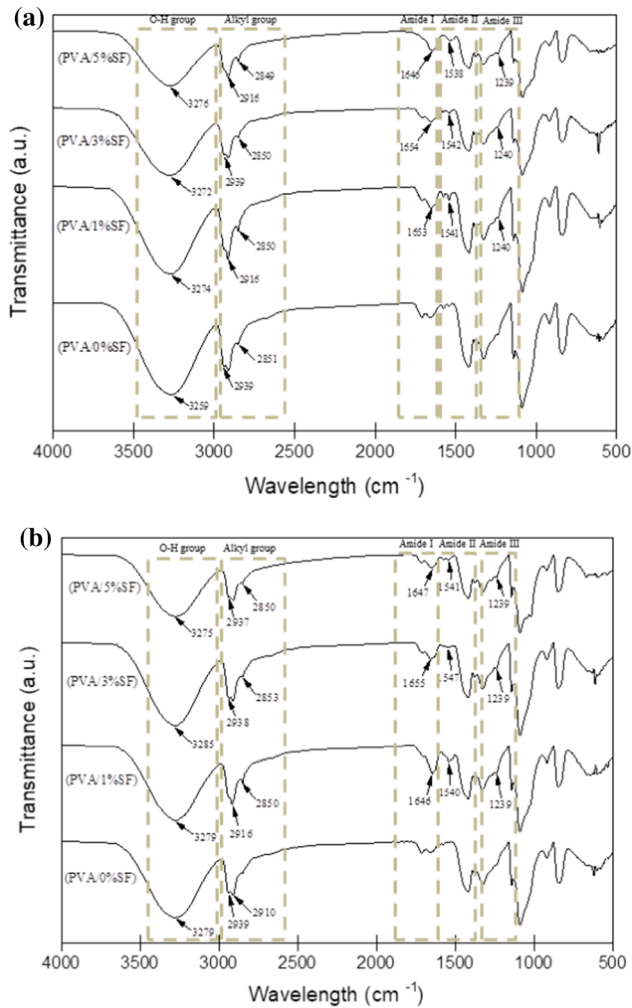 (a)
O-H group Alkyl group Amide I Amide II Amide III
(PVA/5%SF)
3276 2916 2849 1646 1538 1239
(PVA/3%SF)
3272 2939 2850 1654 1542 1240
(PVA/1%SF)
3274 2916 2850 1653 1541 1240
(PVA/0%SF)
3259 2939 2851
Transmittance (a.u.)
4000 3500 3000 2500 2000 1500 1000 500
Wavelength (cm -1)
(b)
O-H group Alkyl group Amide I Amide II Amide III
(PVA/5%SF)
3275 2937 2850 1647 1541 1239
(PVA/3%SF)
3285 2938 2853 1655 1547 1239
(PVA/1%SF)
3279 2916 2850 1646 1540 1239
(PVA/0%SF)
3279 2939 2910
Transmittance (a.u.)
4000 3500 3000 2500 2000 1500 1000 500
Wavelength (cm -1)